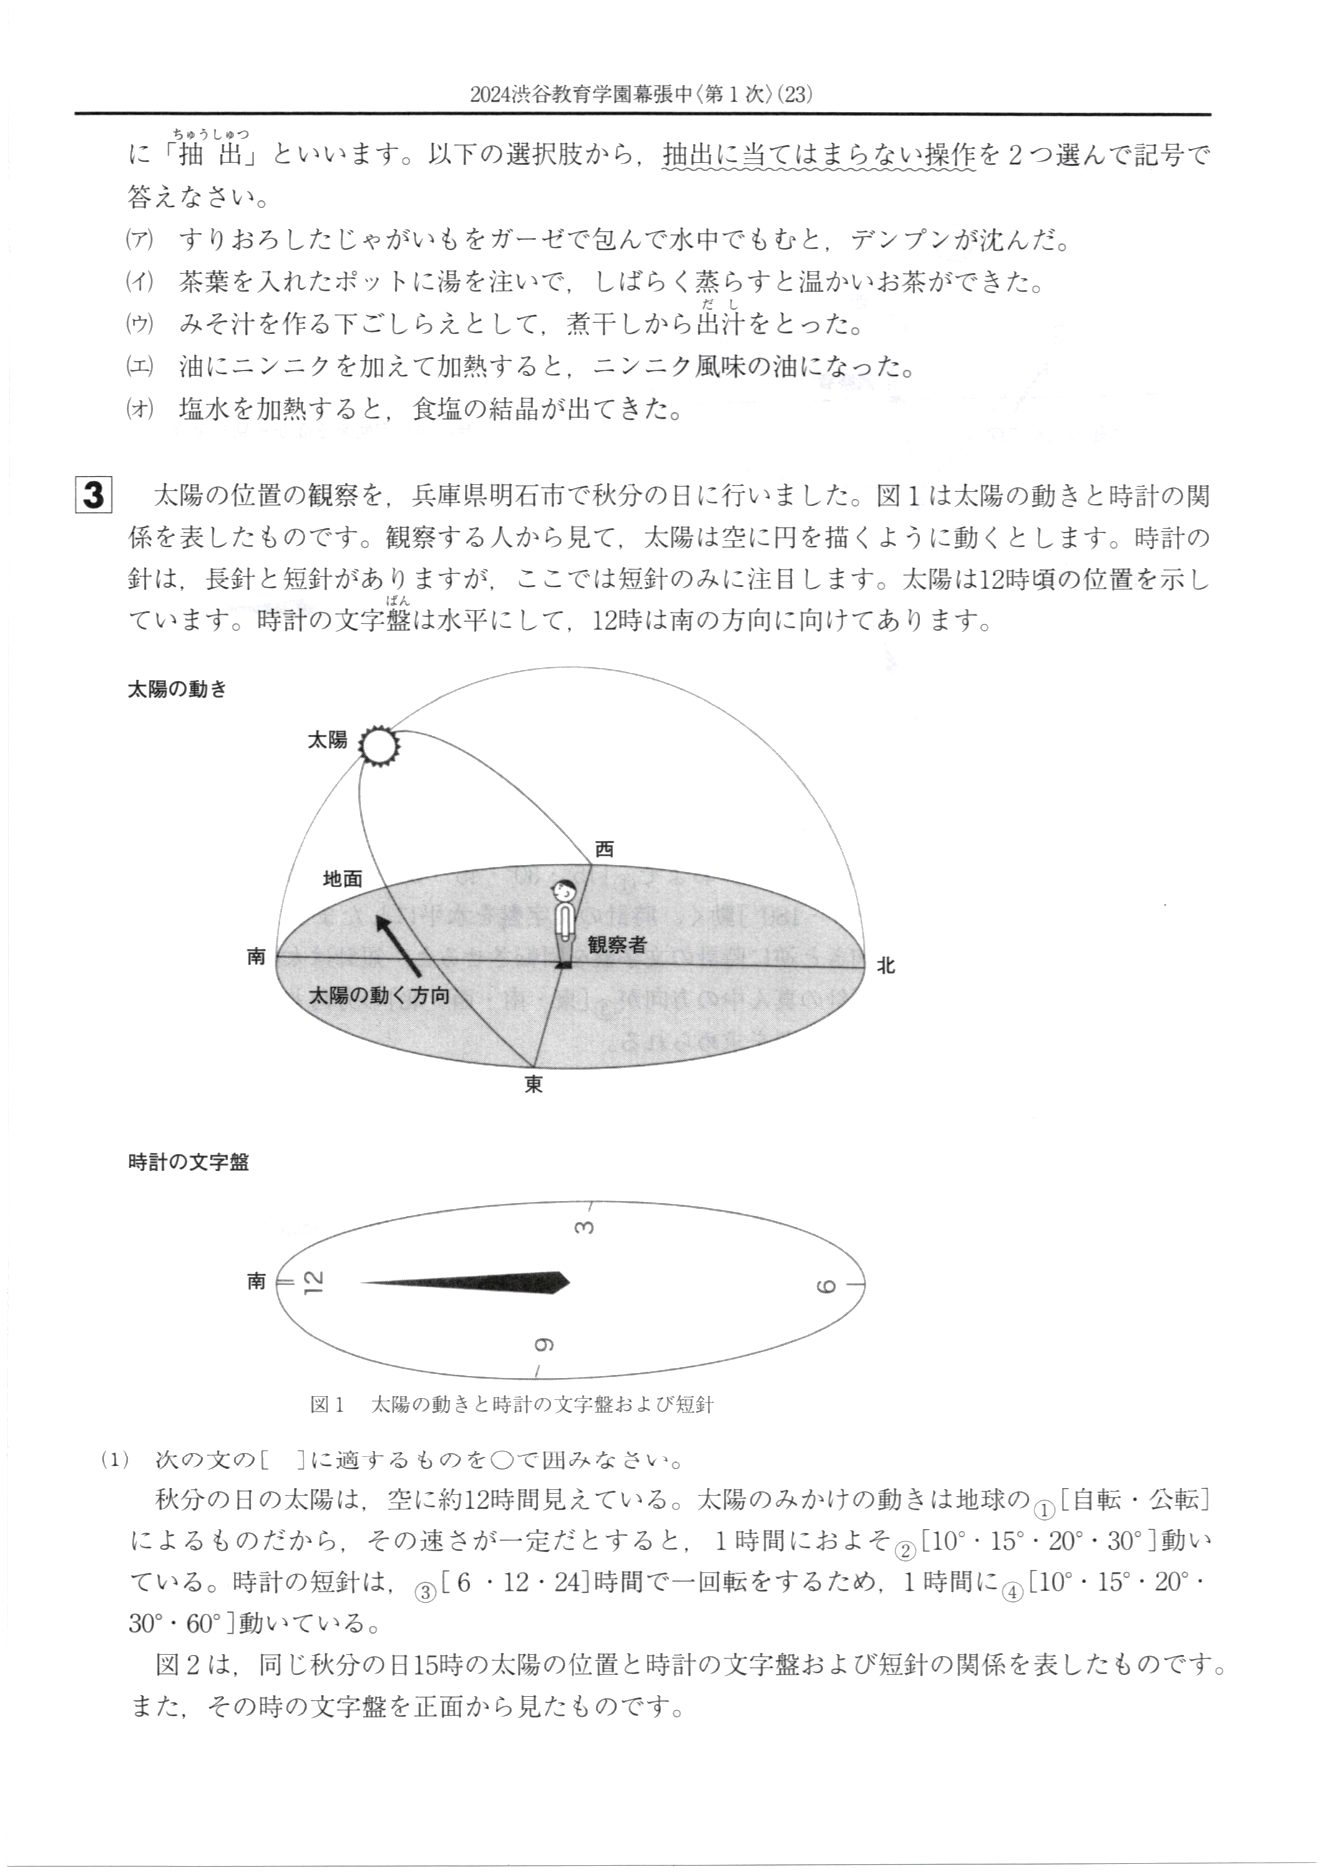 2024渋谷教育学園幕張中〈第1次〉(23)
に「抽出」といいます。以下の選択肢から，抽出に当てはまらない操作を2つ選んで記号で
ちゅうしゅつ
答えなさい。
(ア) すりおろしたじゃがいもをガーゼで包んで水中でもむと，デンプンが沈んだ。
(イ) 茶葉を入れたポットに湯を注いで，しばらく蒸らすと温かいお茶ができた。
(ウ) みそ汁を作る下ごしらえとして，煮干しから出汁をとった。
だし
(エ) 油にニンニクを加えて加熱すると，ニンニク風味の油になった。
(オ) 塩水を加熱すると，食塩の結晶が出てきた。
3 太陽の位置の観察を，兵庫県明石市で秋分の日に行いました。図1は太陽の動きと時計の関
係を表したものです。観察する人から見て，太陽は空に円を描くように動くとします。時計の
針は，長針と短針がありますが，ここでは短針のみに注目します。太陽は12時頃の位置を示し
ています。時計の文字盤は水平にして，12時は南の方向に向けてあります。
ばん
太陽の動き
太陽
西
地面
観察者
南
北
太陽の動く方向
東
時計の文字盤
3
南
12
6
9
図1 太陽の動きと時計の文字盤および短針
(1) 次の文の[ ]に適するものを○で囲みなさい。
秋分の日の太陽は，空に約12時間見えている。太陽のみかけの動きは地球の①[自転・公転]
によるものだから，その速さが一定だとすると，1時間におよそ②[10°・15°・20°・30°]動い
ている。時計の短針は，③[6・12・24]時間で一回転をするため，1時間に④[10°・15°・20°・
30°・60°]動いている。
図2は，同じ秋分の日15時の太陽の位置と時計の文字盤および短針の関係を表したものです。
また，その時の文字盤を正面から見たものです。